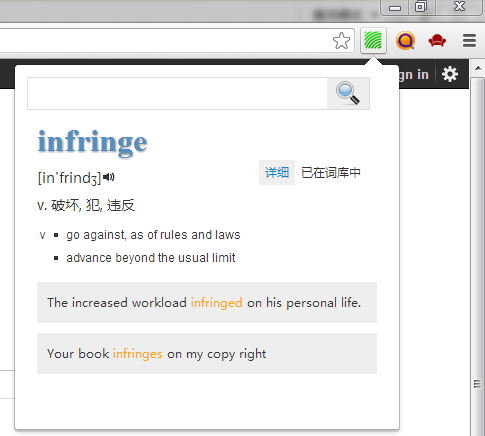 gn in
infringe
[in'frindʒ]
详细 已在词库中
v. 破坏, 犯, 违反
v ▪ go against, as of rules and laws
▪ advance beyond the usual limit
The increased workload infringed on his personal life.
Your book infringes on my copy right